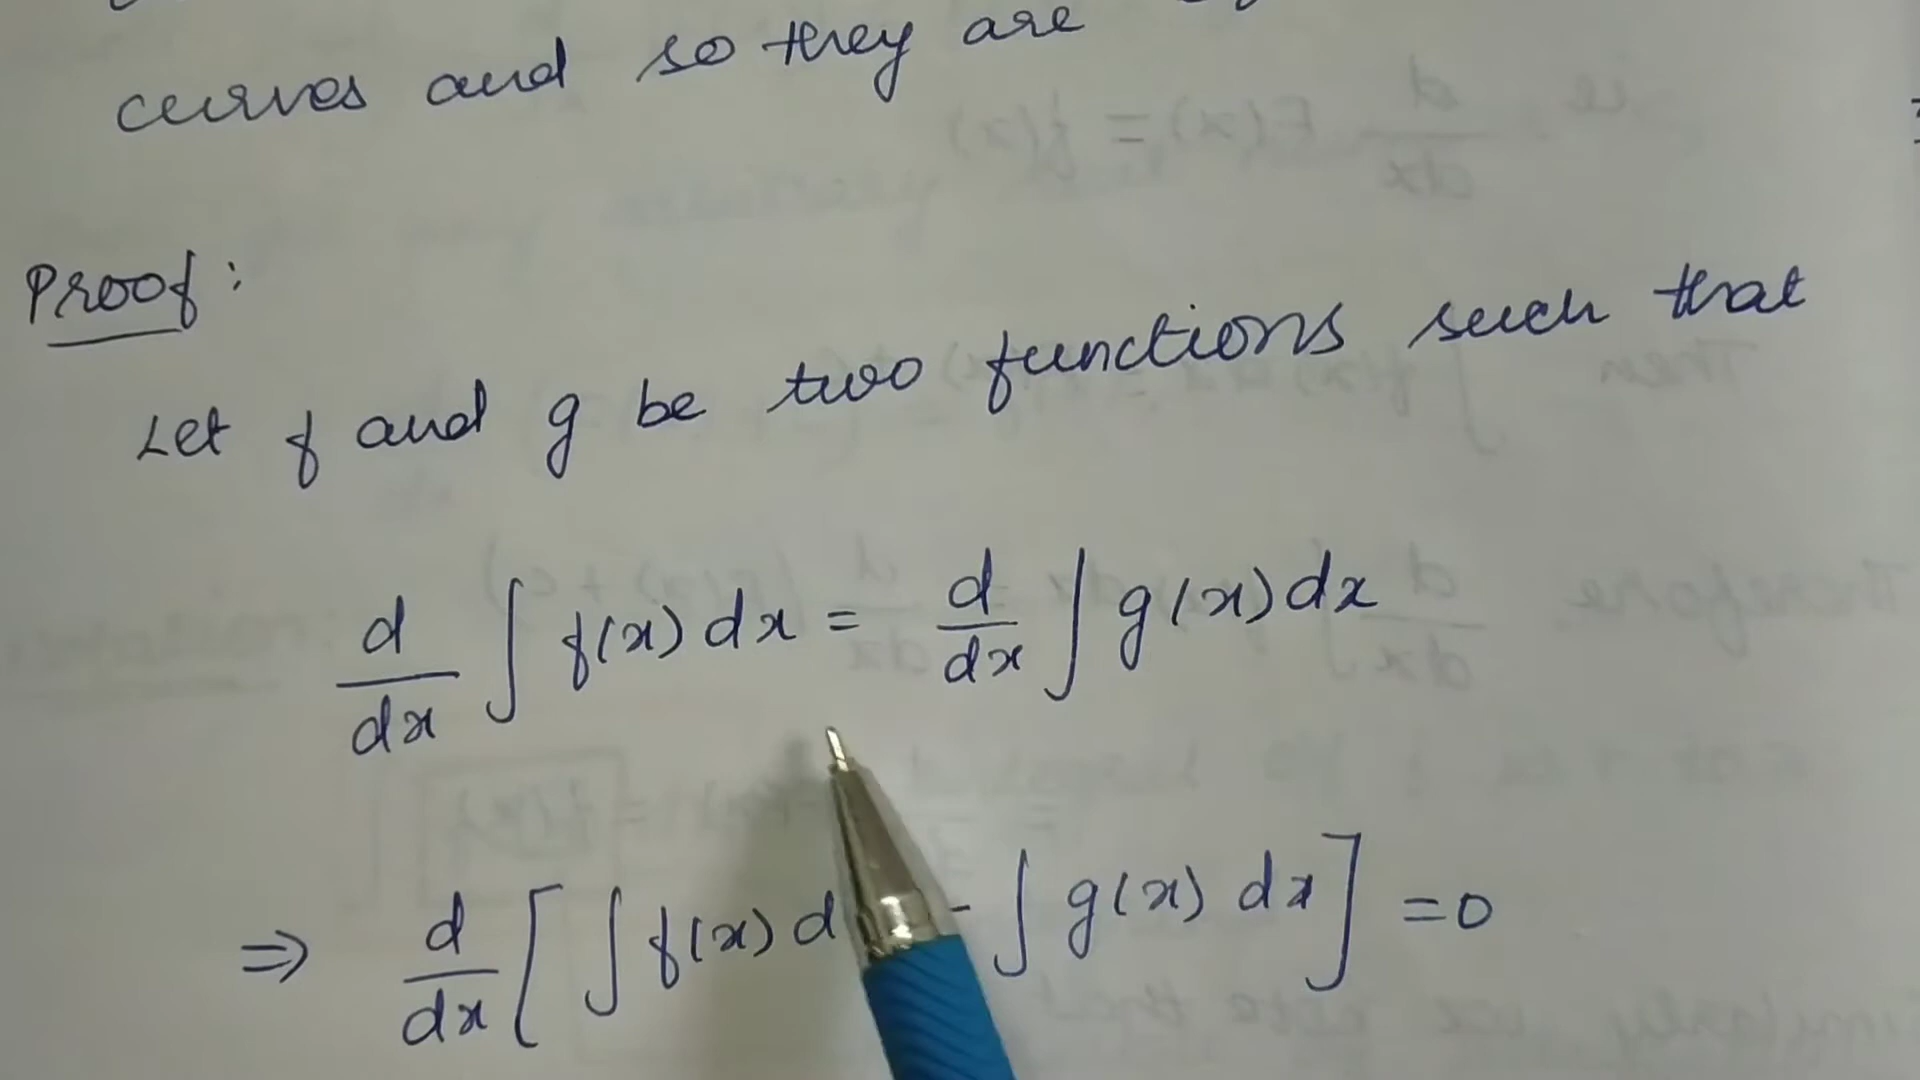 curves and so they are
Proof:
Let f and g be two functions such that
d/dx ∫ f(x) dx = d/dx ∫ g(x) dx
⇒ d/dx [ ∫ f(x) d - ∫ g(x) dx ] = 0